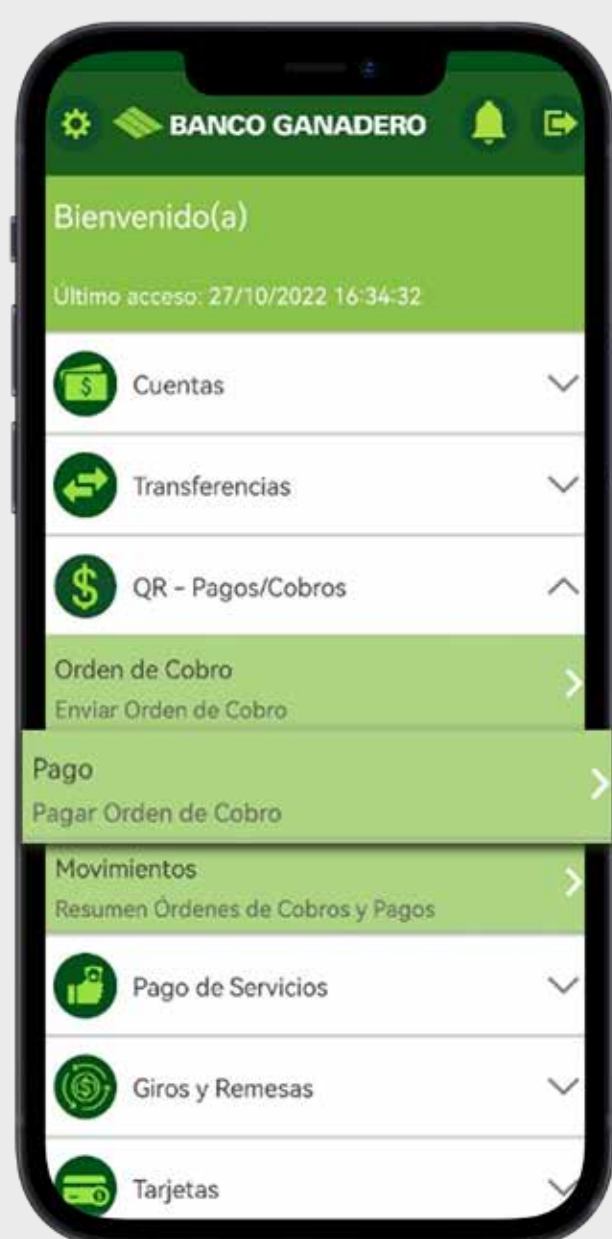 BANCO GANADERO
Bienvenido(a)
Último acceso: 27/10/2022 16:34:32
Cuentas
Transferencias
QR - Pagos/Cobros
Orden de Cobro
Enviar Orden de Cobro
Pago
Pagar Orden de Cobro
Movimientos
Resumen Órdenes de Cobros y Pagos
Pago de Servicios
Giros y Remesas
Tarjetas